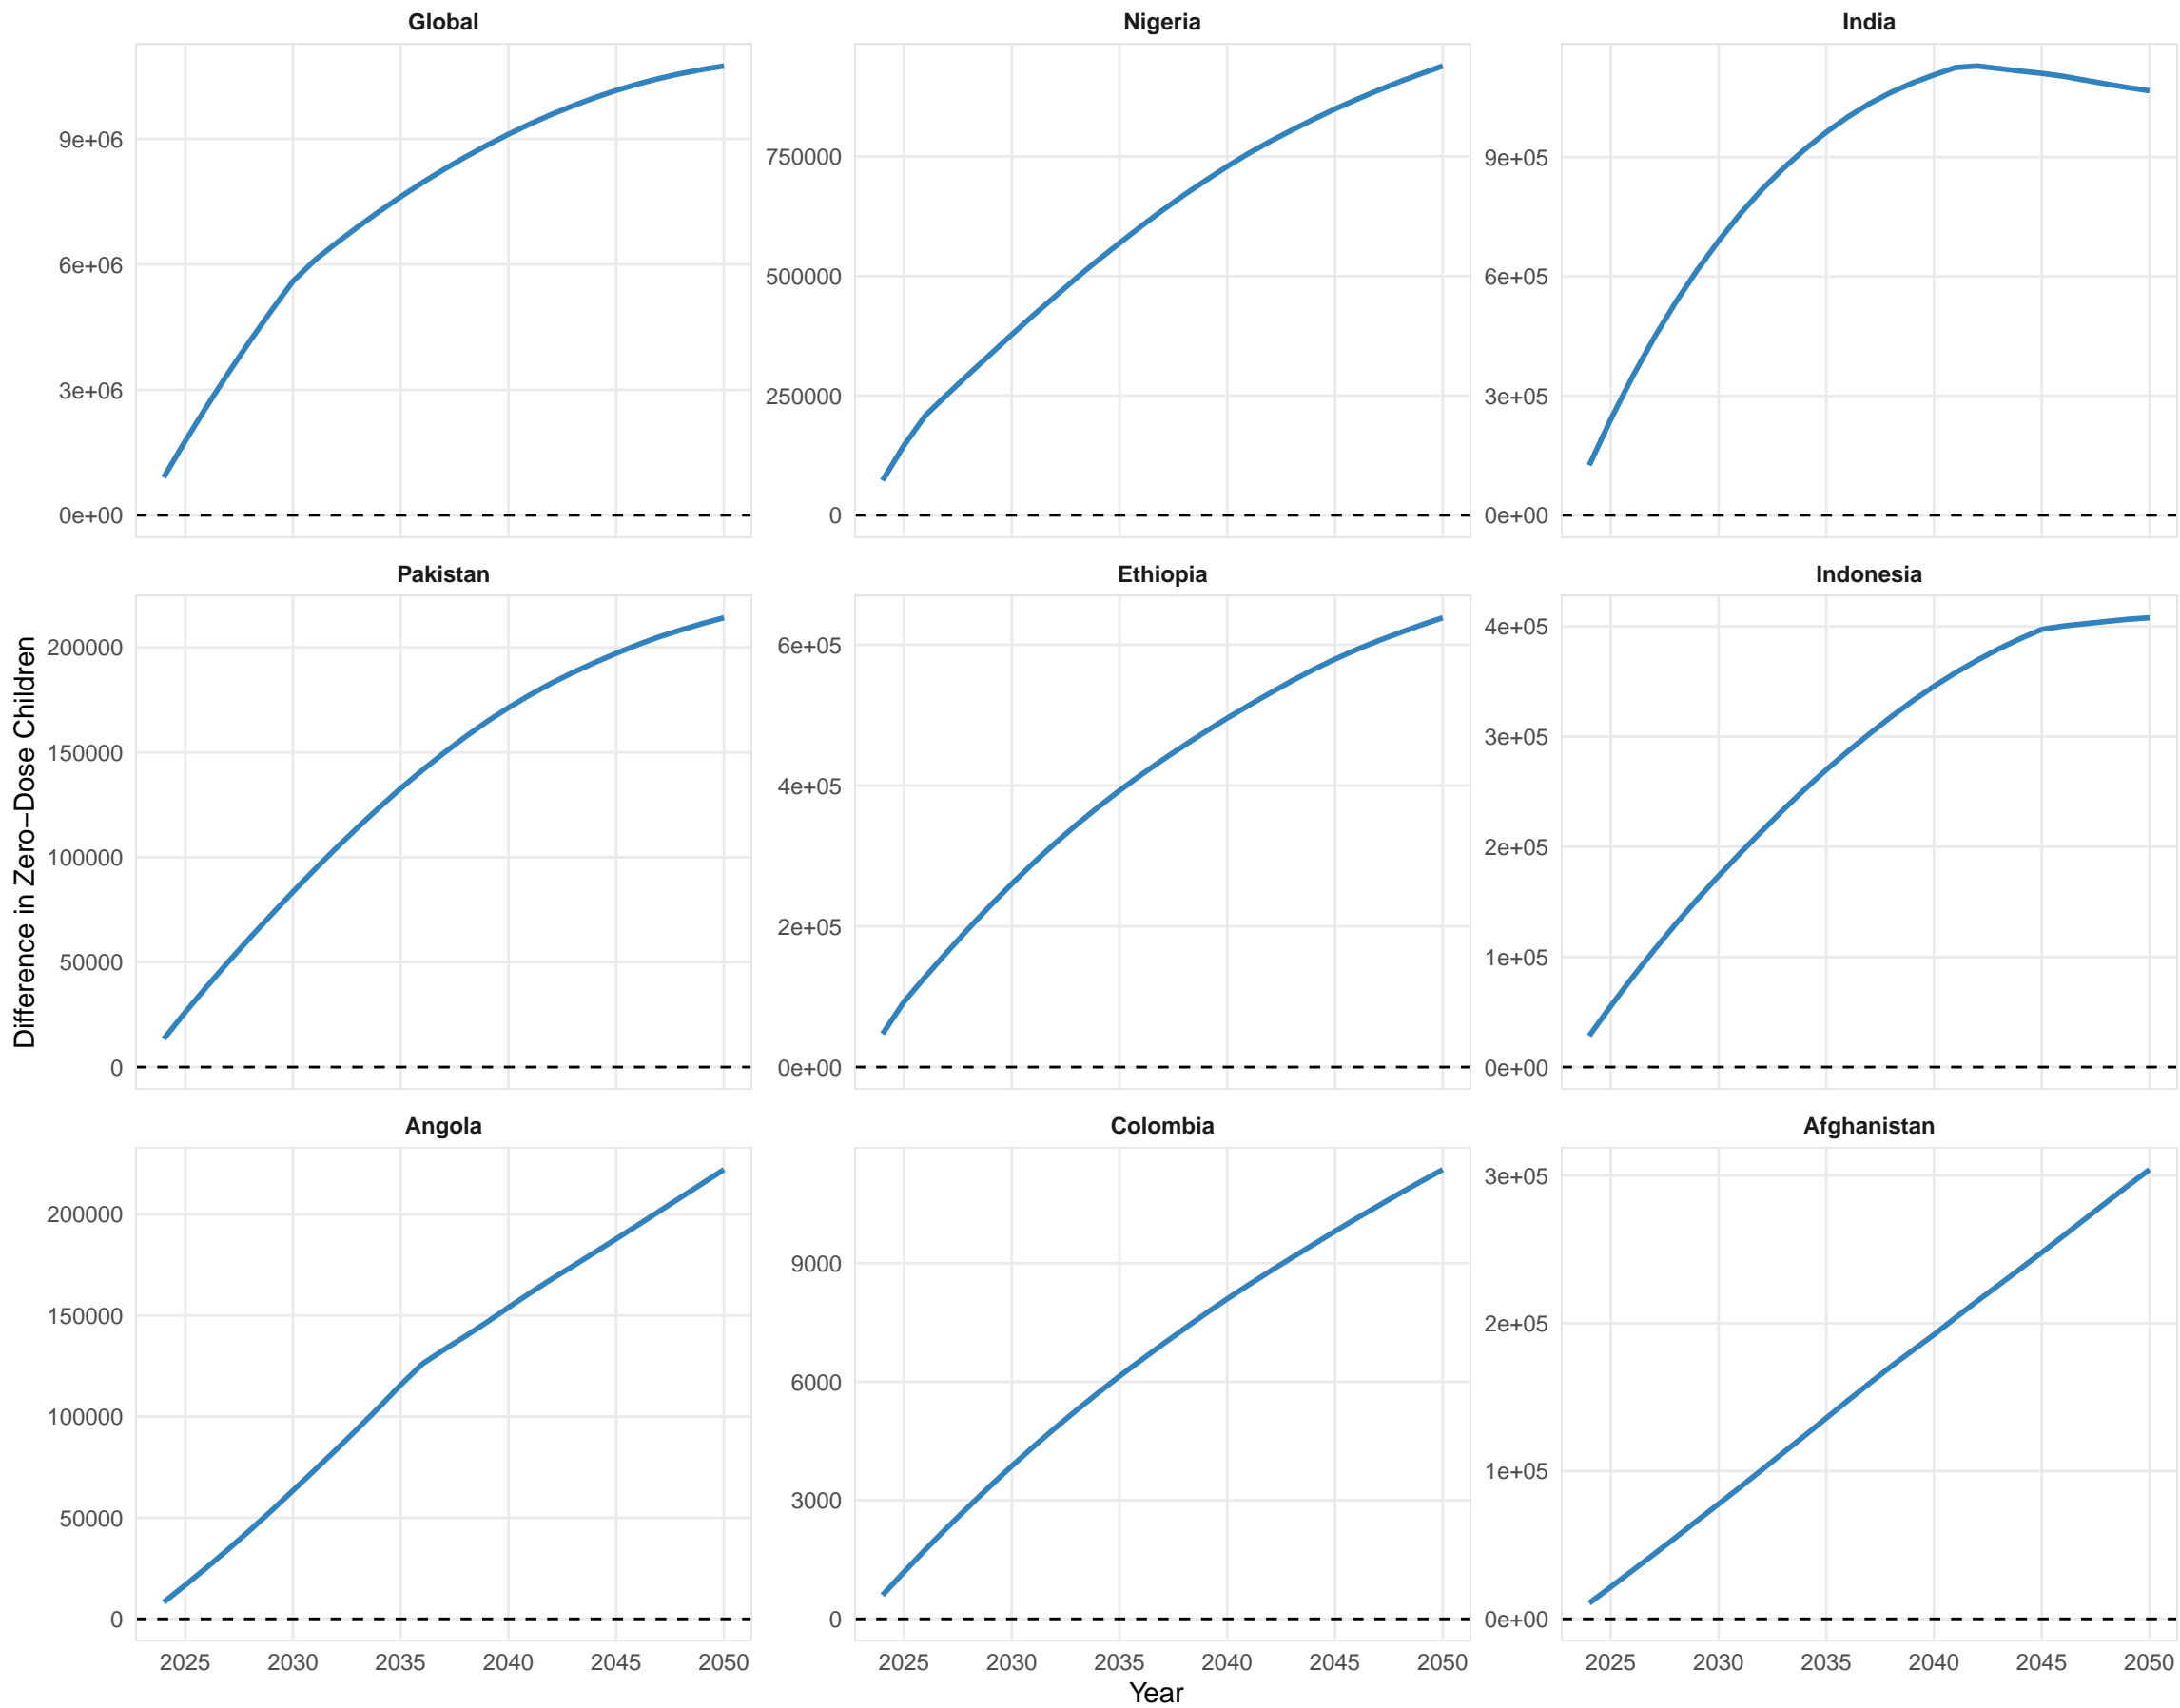 Global
Nigeria
India
9e+06
6e+06
3e+06
0e+00
750000
500000
250000
0
9e+05
6e+05
3e+05
0e+00
Pakistan
Ethiopia
Indonesia
Difference in Zero−Dose Children
200000
150000
100000
50000
0
6e+05
4e+05
2e+05
0e+00
4e+05
3e+05
2e+05
1e+05
0e+00
Angola
Colombia
Afghanistan
200000
150000
100000
50000
0
9000
6000
3000
0
3e+05
2e+05
1e+05
0e+00
2025 2030 2035 2040 2045 2050
2025 2030 2035 2040 2045 2050
2025 2030 2035 2040 2045 2050
Year